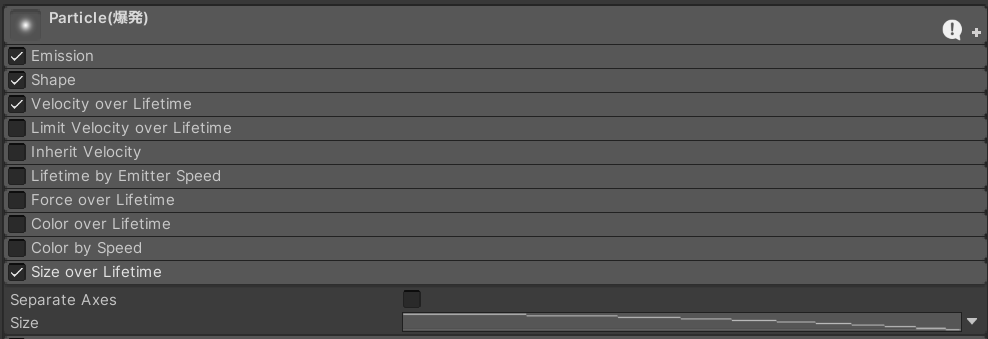 Particle(爆発)
Emission
Shape
Velocity over Lifetime
Limit Velocity over Lifetime
Inherit Velocity
Lifetime by Emitter Speed
Force over Lifetime
Color over Lifetime
Color by Speed
Size over Lifetime
Separate Axes
Size